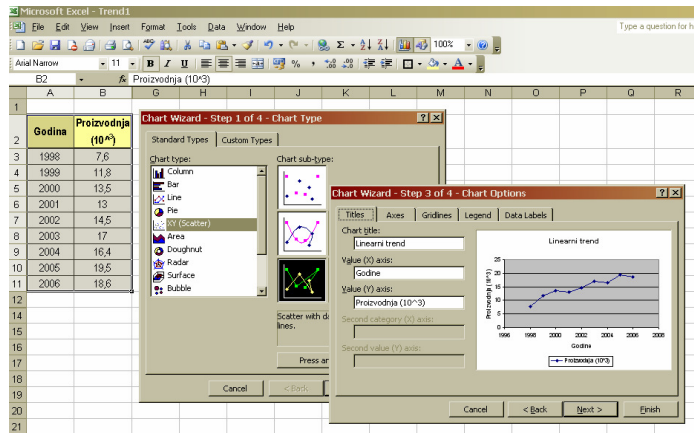 Microsoft Excel - Trend1
File Edit View Insert Format Tools Data Window Help
Type a question for h
100%
Arial Narrow 11 B I U
B2 fx Proizvodnja (10^3)
A B G H I J K L M N O P Q R
1
2 Godina Proizvodnja
(10^3)
3 1998 7,6
4 1999 11,8
5 2000 13,5
6 2001 13
7 2002 14,5
8 2003 17
9 2004 16,4
10 2005 19,5
11 2006 18,6
12
14
15
16
17
18
19
20
21
Chart Wizard - Step 1 of 4 - Chart Type
Standard Types Custom Types
Chart type:
Column
Bar
Line
Pie
XY (Scatter)
Area
Doughnut
Radar
Surface
Bubble
Chart sub-type:
Scatter with da
lines.
Press an
Cancel < Back
Chart Wizard - Step 3 of 4 - Chart Options
Titles Axes Gridlines Legend Data Labels
Chart title:
Linearni trend
Value (X) axis:
Godine
Value (Y) axis:
Proizvodnja (10^3)
Second category (X) axis:
Second value (Y) axis:
Linearni trend
Proizvodnja (10^3)
25
20
15
10
5
0
1996 1998 2000 2002 2004 2006 2008
Godine
Proizvodnja (10^3)
Cancel < Back Next > Finish